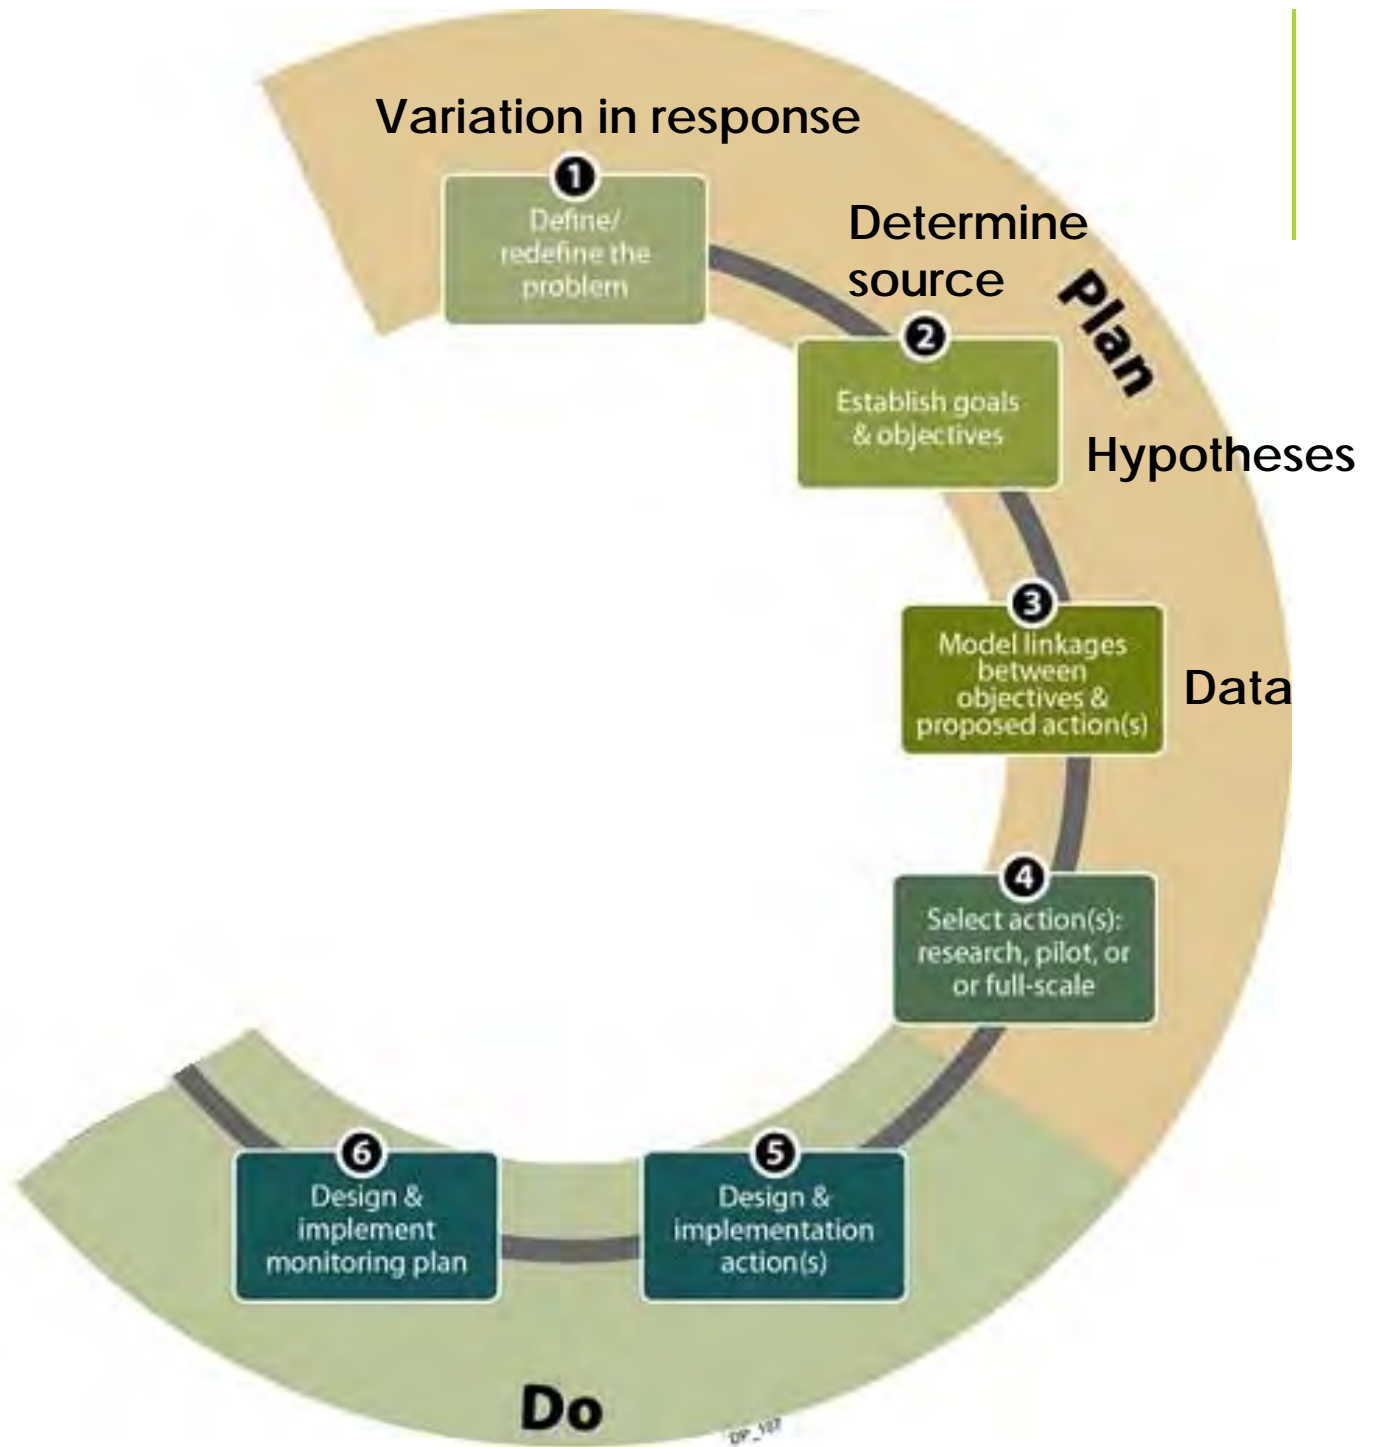 Variation in response
1
Define/
redefine the
problem
Determine
source
Plan
2
Establish goals
& objectives
Hypotheses
3
Model linkages
between
objectives &
proposed action(s)
Data
4
Select action(s):
research, pilot, or
or full-scale
5
Design &
implementation
action(s)
6
Design &
implement
monitoring plan
Do
DP_107